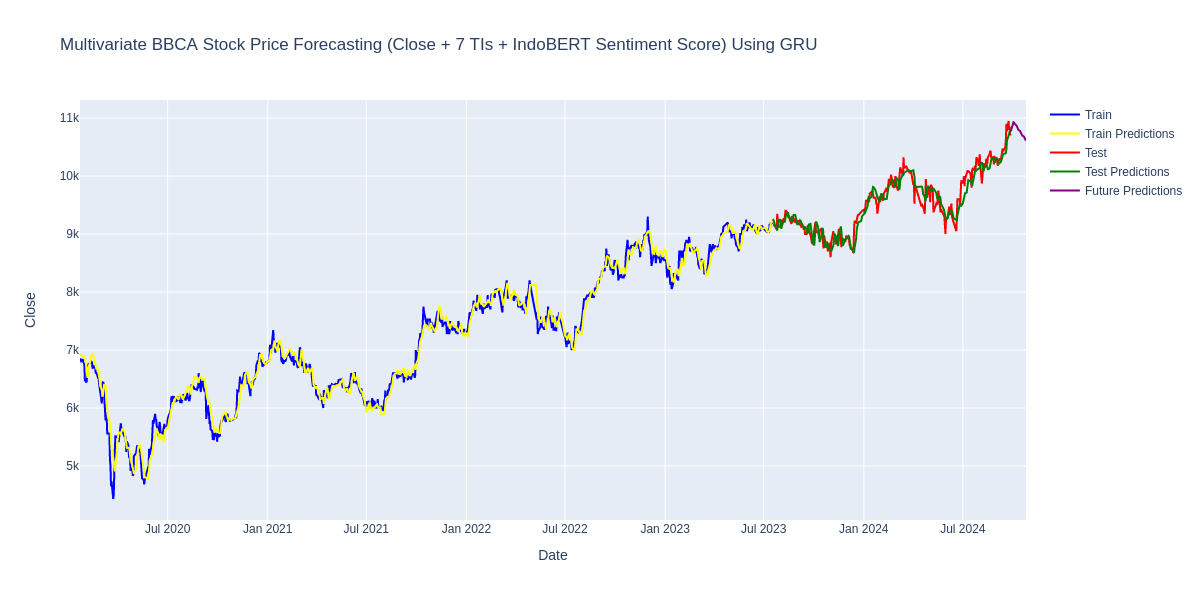 Multivariate BBCA Stock Price Forecasting (Close + 7 TIs + IndoBERT Sentiment Score) Using GRU
11k
10k
9k
8k
7k
6k
5k
Close
Jul 2020
Jan 2021
Jul 2021
Jan 2022
Jul 2022
Jan 2023
Jul 2023
Jan 2024
Jul 2024
Date
Train
Train Predictions
Test
Test Predictions
Future Predictions